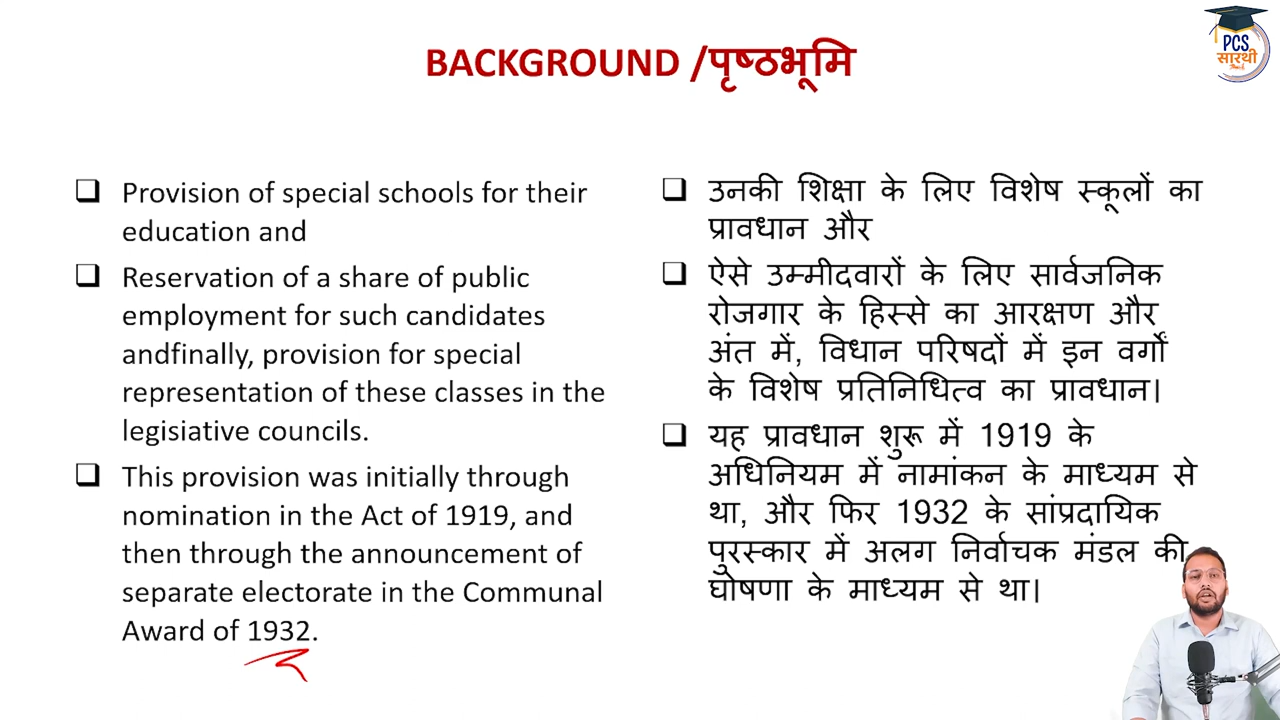 BACKGROUND /पृष्ठभूमि
PCS
सारथी
Provision of special schools for their
education and
Reservation of a share of public
employment for such candidates
andfinally, provision for special
representation of these classes in the
legisiative councils.
This provision was initially through
nomination in the Act of 1919, and
then through the announcement of
separate electorate in the Communal
Award of 1932.
उनकी शिक्षा के लिए विशेष स्कूलों का
प्रावधान और
ऐसे उम्मीदवारों के लिए सार्वजनिक
रोजगार के हिस्से का आरक्षण और
अंत में, विधान परिषदों में इन वर्गों
के विशेष प्रतिनिधित्व का प्रावधान।
यह प्रावधान शुरू में 1919 के
अधिनियम में नामांकन के माध्यम से
था, और फिर 1932 के सांप्रदायिक
पुरस्कार में अलग निर्वाचक मंडल की
घोषणा के माध्यम से था।